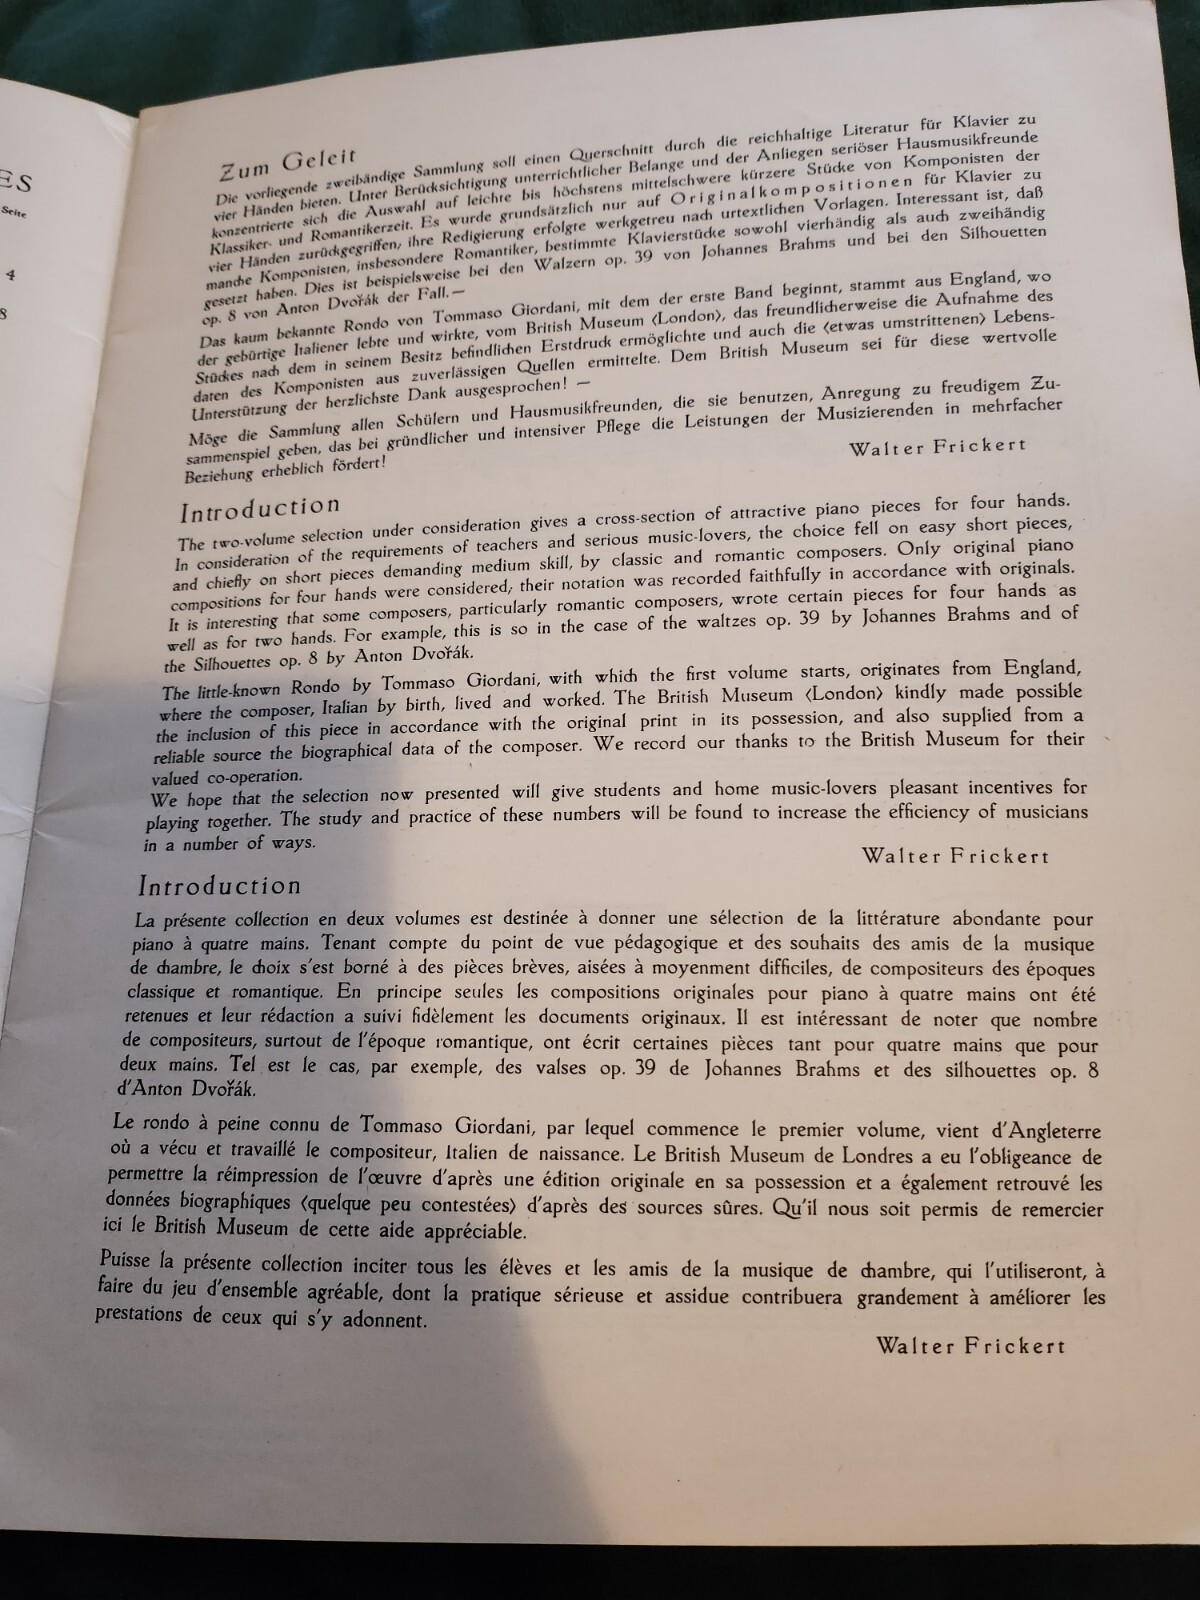 ES
Seite
4
8
Zum Geleit
Die vorliegende zweibändige Sammlung soll einen Querschnitt durch die reichhaltige Literatur für Klavier zu
vier Händen bieten. Unter Berücksichtigung unterrichtlicher Belange und der Anliegen seriöser Hausmusikfreunde
konzentrierte sich die Auswahl auf leichte bis höchstens mittelschwere kürzere Stücke von Komponisten der
Klassiker- und Romantikerzeit. Es wurde grundsätzlich nur auf Originalkompositionen für Klavier zu
vier Händen zurückgegriffen, ihre Redigierung erfolgte werkgetreu nach urtextlichen Vorlagen. Interessant ist, daß
manche Komponisten, insbesondere Romantiker, bestimmte Klavierstücke sowohl vierhändig als auch zweihändig
gesetzt haben. Dies ist beispielsweise bei den Walzern op. 39 von Johannes Brahms und bei den Silhouetten
op. 8 von Anton Dvořák der Fall. —
Das kaum bekannte Rondo von Tommaso Giordani, mit dem der erste Band beginnt, stammt aus England, wo
der gebürtige Italiener lebte und wirkte, vom British Museum (London), das freundlicherweise die Aufnahme des
Stückes nach dem in seinem Besitz befindlichen Erstdruck ermöglichte und auch die (etwas umstrittenen) Lebens-
daten des Komponisten aus zuverlässigen Quellen ermittelte. Dem British Museum sei für diese wertvolle
Unterstützung der herzlichste Dank ausgesprochen! —
Möge die Sammlung allen Schülern und Hausmusikfreunden, die sie benutzen, Anregung zu freudigem Zu-
sammenspiel geben, das bei gründlicher und intensiver Pflege die Leistungen der Musizierenden in mehrfacher
Beziehung erheblich fördert!
Walter Frickert
Introduction
The two-volume selection under consideration gives a cross-section of attractive piano pieces for four hands.
In consideration of the requirements of teachers and serious music-lovers, the choice fell on easy short pieces,
and chiefly on short pieces demanding medium skill, by classic and romantic composers. Only original piano
compositions for four hands were considered, their notation was recorded faithfully in accordance with originals.
It is interesting that some composers, particularly romantic composers, wrote certain pieces for four hands as
well as for two hands. For example, this is so in the case of the waltzes op. 39 by Johannes Brahms and of
the Silhouettes op. 8 by Anton Dvořák.
The little-known Rondo by Tommaso Giordani, with which the first volume starts, originates from England,
where the composer, Italian by birth, lived and worked. The British Museum (London) kindly made possible
the inclusion of this piece in accordance with the original print in its possession, and also supplied from a
reliable source the biographical data of the composer. We record our thanks to the British Museum for their
valued co-operation.
We hope that the selection now presented will give students and home music-lovers pleasant incentives for
playing together. The study and practice of these numbers will be found to increase the efficiency of musicians
in a number of ways.
Walter Frickert
Introduction
La présente collection en deux volumes est destinée à donner une sélection de la littérature abondante pour
piano à quatre mains. Tenant compte du point de vue pédagogique et des souhaits des amis de la musique
de chambre, le choix s'est borné à des pièces brèves, aisées à moyenment difficiles, de compositeurs des époques
classique et romantique. En principe seules les compositions originales pour piano à quatre mains ont été
retenues et leur rédaction a suivi fidèlement les documents originaux. Il est intéressant de noter que nombre
de compositeurs, surtout de l'époque romantique, ont écrit certaines pièces tant pour quatre mains que pour
deux mains. Tel est le cas, par exemple, des valses op. 39 de Johannes Brahms et des silhouettes op. 8
d'Anton Dvořák.
Le rondo à peine connu de Tommaso Giordani, par lequel commence le premier volume, vient d'Angleterre
où a vécu et travaillé le compositeur, Italien de naissance. Le British Museum de Londres a eu l'obligeance de
permettre la réimpression de l'œuvre d'après une édition originale en sa possession et a également retrouvé les
données biographiques (quelque peu contestées) d'après des sources sûres. Qu'il nous soit permis de remercier
ici le British Museum de cette aide appréciable.
Puisse la présente collection inciter tous les élèves et les amis de la musique de chambre, qui l'utiliseront, à
faire du jeu d'ensemble agréable, dont la pratique sérieuse et assidue contribuera grandement à améliorer les
prestations de ceux qui s'y adonnent.
Walter Frickert